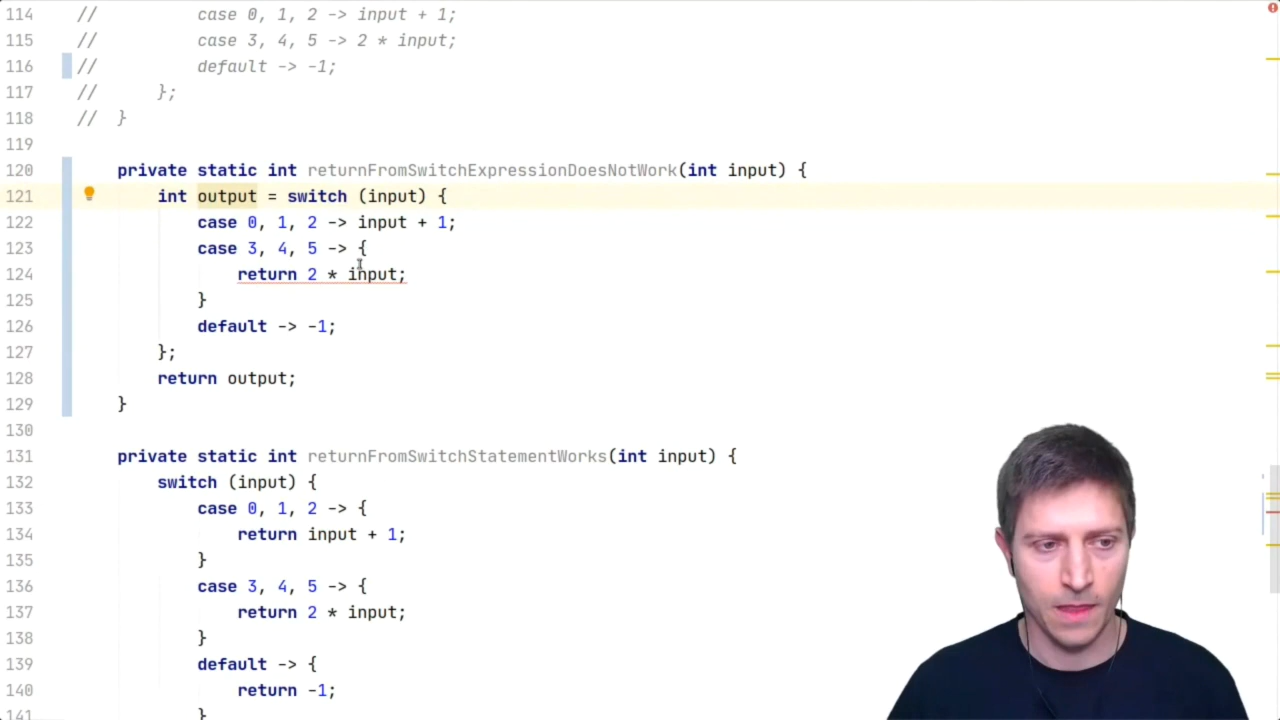 114 //          case 0, 1, 2 -> input + 1;
115 //          case 3, 4, 5 -> 2 * input;
116 //          default -> -1;
117 //      };
118 //  }
119
120     private static int returnFromSwitchExpressionDoesNotWork(int input) {
121         int output = switch (input) {
122             case 0, 1, 2 -> input + 1;
123             case 3, 4, 5 -> {
124                 return 2 * input;
125             }
126             default -> -1;
127         };
128         return output;
129     }
130
131     private static int returnFromSwitchStatementWorks(int input) {
132         switch (input) {
133             case 0, 1, 2 -> {
134                 return input + 1;
135             }
136             case 3, 4, 5 -> {
137                 return 2 * input;
138             }
139             default -> {
140                 return -1;
141             }